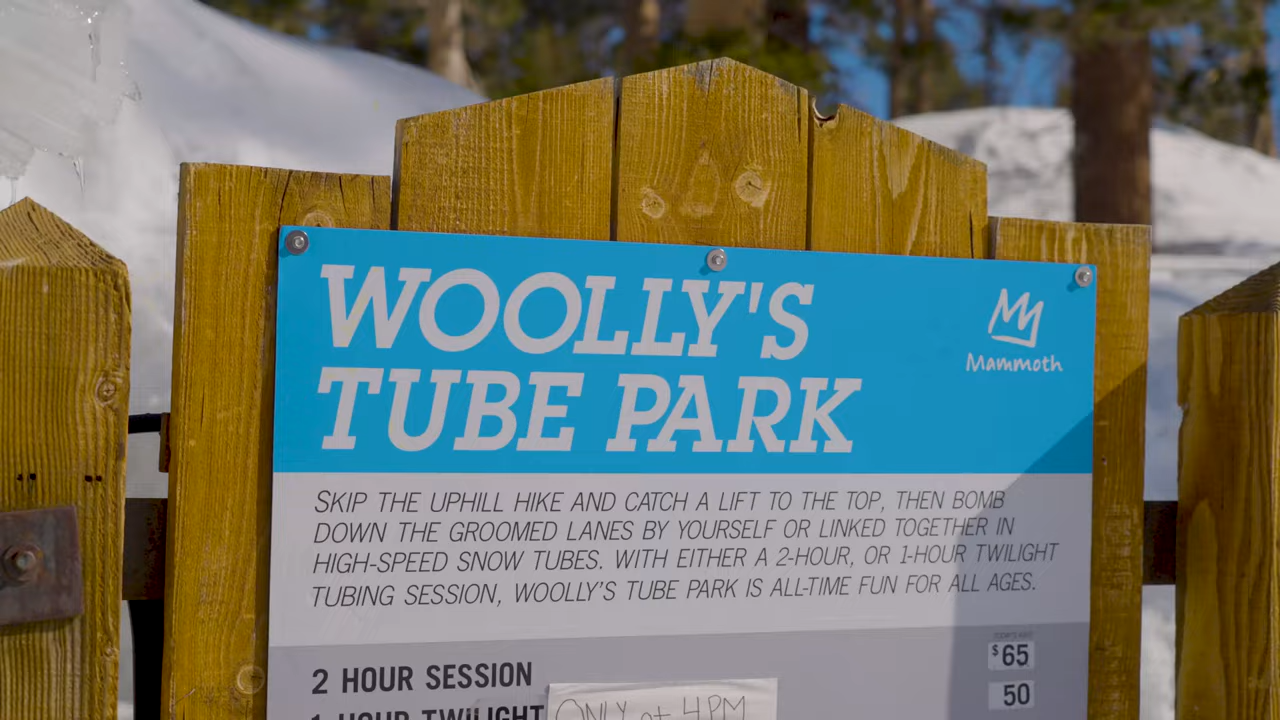 WOOLLY'S
TUBE PARK
Mammoth
SKIP THE UPHILL HIKE AND CATCH A LIFT TO THE TOP, THEN BOMB
DOWN THE GROOMED LANES BY YOURSELF OR LINKED TOGETHER IN
HIGH-SPEED SNOW TUBES. WITH EITHER A 2-HOUR, OR 1-HOUR TWILIGHT
TUBING SESSION, WOOLLY'S TUBE PARK IS ALL-TIME FUN FOR ALL AGES.
2 HOUR SESSION $65
1 HOUR TWILIGHT ONLY at 4PM 50